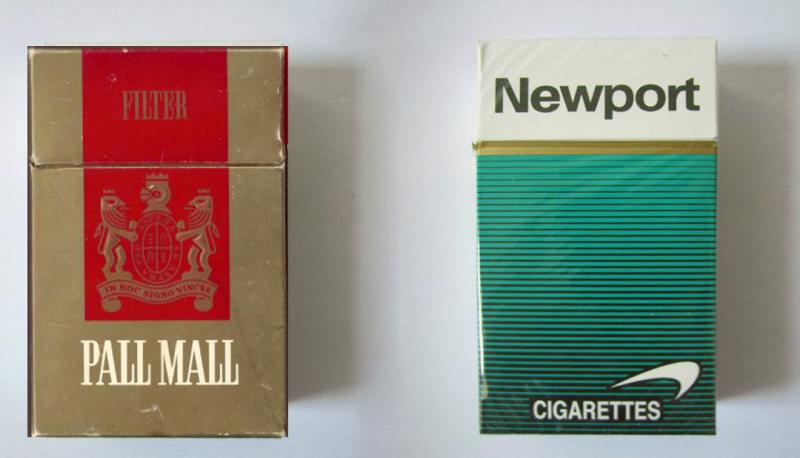 FILTER
IN HOC SIGNO VINCES
PALL MALL
Newport
CIGARETTES